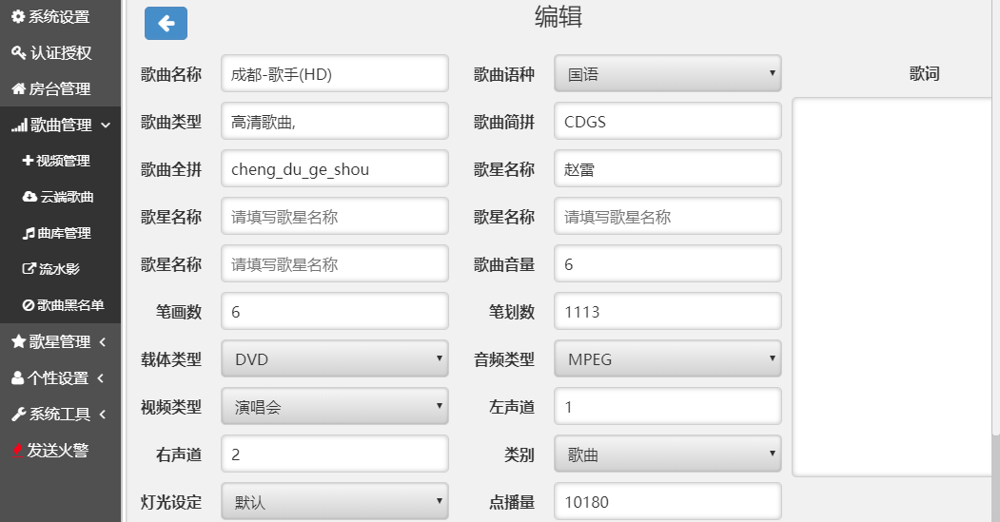 系统设置
认证授权
房台管理
歌曲管理
视频管理
云端歌曲
曲库管理
流水影
歌曲黑名单
歌星管理
个性设置
系统工具
发送火警
编辑
歌曲名称 成都-歌手(HD) 歌曲语种 国语 歌词
歌曲类型 高清歌曲, 歌曲简拼 CDGS
歌曲全拼 cheng_du_ge_shou 歌星名称 赵雷
歌星名称 请填写歌星名称 歌星名称 请填写歌星名称
歌星名称 请填写歌星名称 歌曲音量 6
笔画数 6 笔划数 1113
载体类型 DVD 音频类型 MPEG
视频类型 演唱会 左声道 1
右声道 2 类别 歌曲
灯光设定 默认 点播量 10180